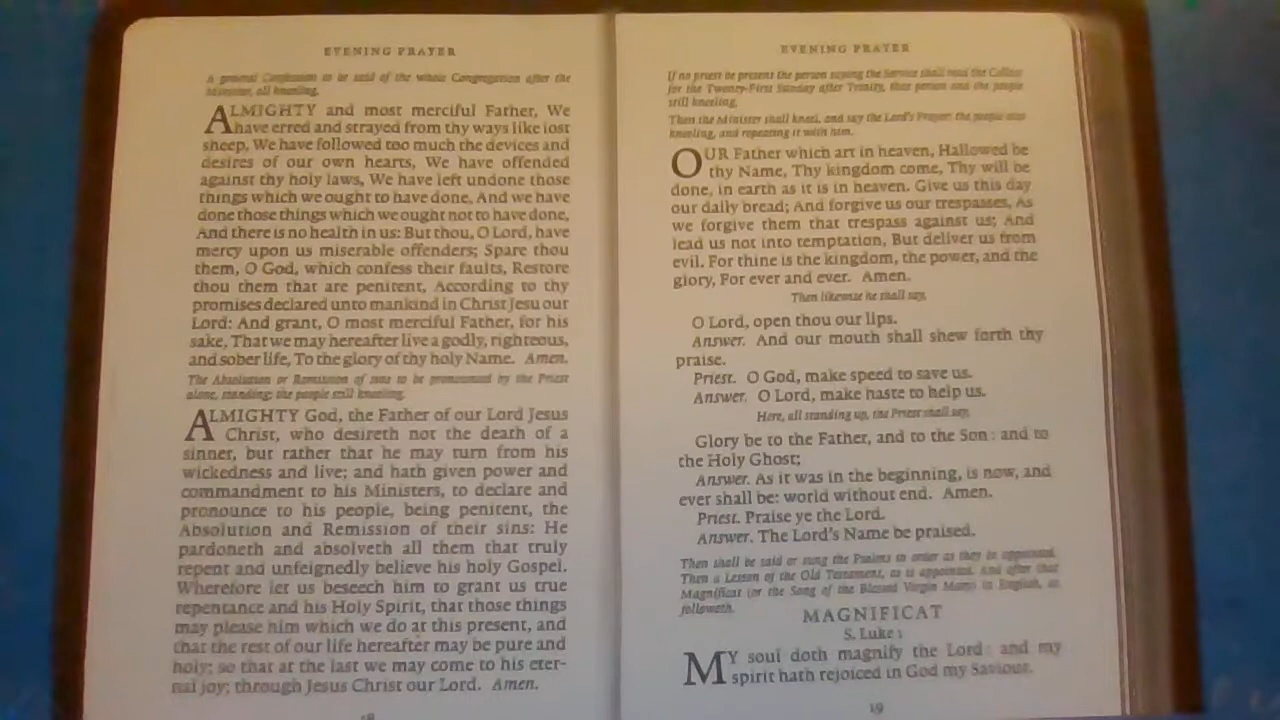 EVENING PRAYER
A general Confession to be said of the whole Congregation after the
Minister, all kneeling.
ALMIGHTY and most merciful Father, We
have erred and strayed from thy ways like lost
sheep, We have followed too much the devices and
desires of our own hearts, We have offended
against thy holy laws, We have left undone those
things which we ought to have done, And we have
done those things which we ought not to have done,
And there is no health in us: But thou, O Lord, have
mercy upon us miserable offenders; Spare thou
them, O God, which confess their faults, Restore
thou them that are penitent, According to thy
promises declared unto mankind in Christ Jesu our
Lord: And grant, O most merciful Father, for his
sake, That we may hereafter live a godly, righteous,
and sober life, To the glory of thy holy Name. Amen.
The Absolution or Remission of sins to be pronounced by the Priest
alone, standing; the people still kneeling.
ALMIGHTY God, the Father of our Lord Jesus
Christ, who desireth not the death of a
sinner, but rather that he may turn from his
wickedness and live; and hath given power and
commandment to his Ministers, to declare and
pronounce to his people, being penitent, the
Absolution and Remission of their sins: He
pardoneth and absolveth all them that truly
repent and unfeignedly believe his holy Gospel.
Wherefore let us beseech him to grant us true
repentance and his Holy Spirit, that those things
may please him which we do at this present, and
that the rest of our life hereafter may be pure and
holy; so that at the last we may come to his eter-
nal joy; through Jesus Christ our Lord. Amen.
18
EVENING PRAYER
If no priest be present the person saying the Service shall read the Collect
for the Twenty-First Sunday after Trinity, that person and the people
still kneeling.
Then the Minister shall kneel, and say the Lord's Prayer; the people also
kneeling, and repeating it with him.
OUR Father which art in heaven, Hallowed be
thy Name, Thy kingdom come, Thy will be
done, in earth as it is in heaven. Give us this day
our daily bread; And forgive us our trespasses, As
we forgive them that trespass against us; And
lead us not into temptation, But deliver us from
evil. For thine is the kingdom, the power, and the
glory, For ever and ever. Amen.
Then likewise he shall say,
O Lord, open thou our lips.
Answer. And our mouth shall shew forth thy
praise.
Priest. O God, make speed to save us.
Answer. O Lord, make haste to help us.
Here, all standing up, the Priest shall say,
Glory be to the Father, and to the Son: and to
the Holy Ghost;
Answer. As it was in the beginning, is now, and
ever shall be: world without end. Amen.
Priest. Praise ye the Lord.
Answer. The Lord's Name be praised.
Then shall be said or sung the Psalms in order as they be appointed.
Then a Lesson of the Old Testament, as is appointed. And after that
Magnificat (or the Song of the Blessed Virgin Mary) in English, as
followeth.
MAGNIFICAT
S. Luke 1
MY soul doth magnify the Lord: and my
spirit hath rejoiced in God my Saviour.
19